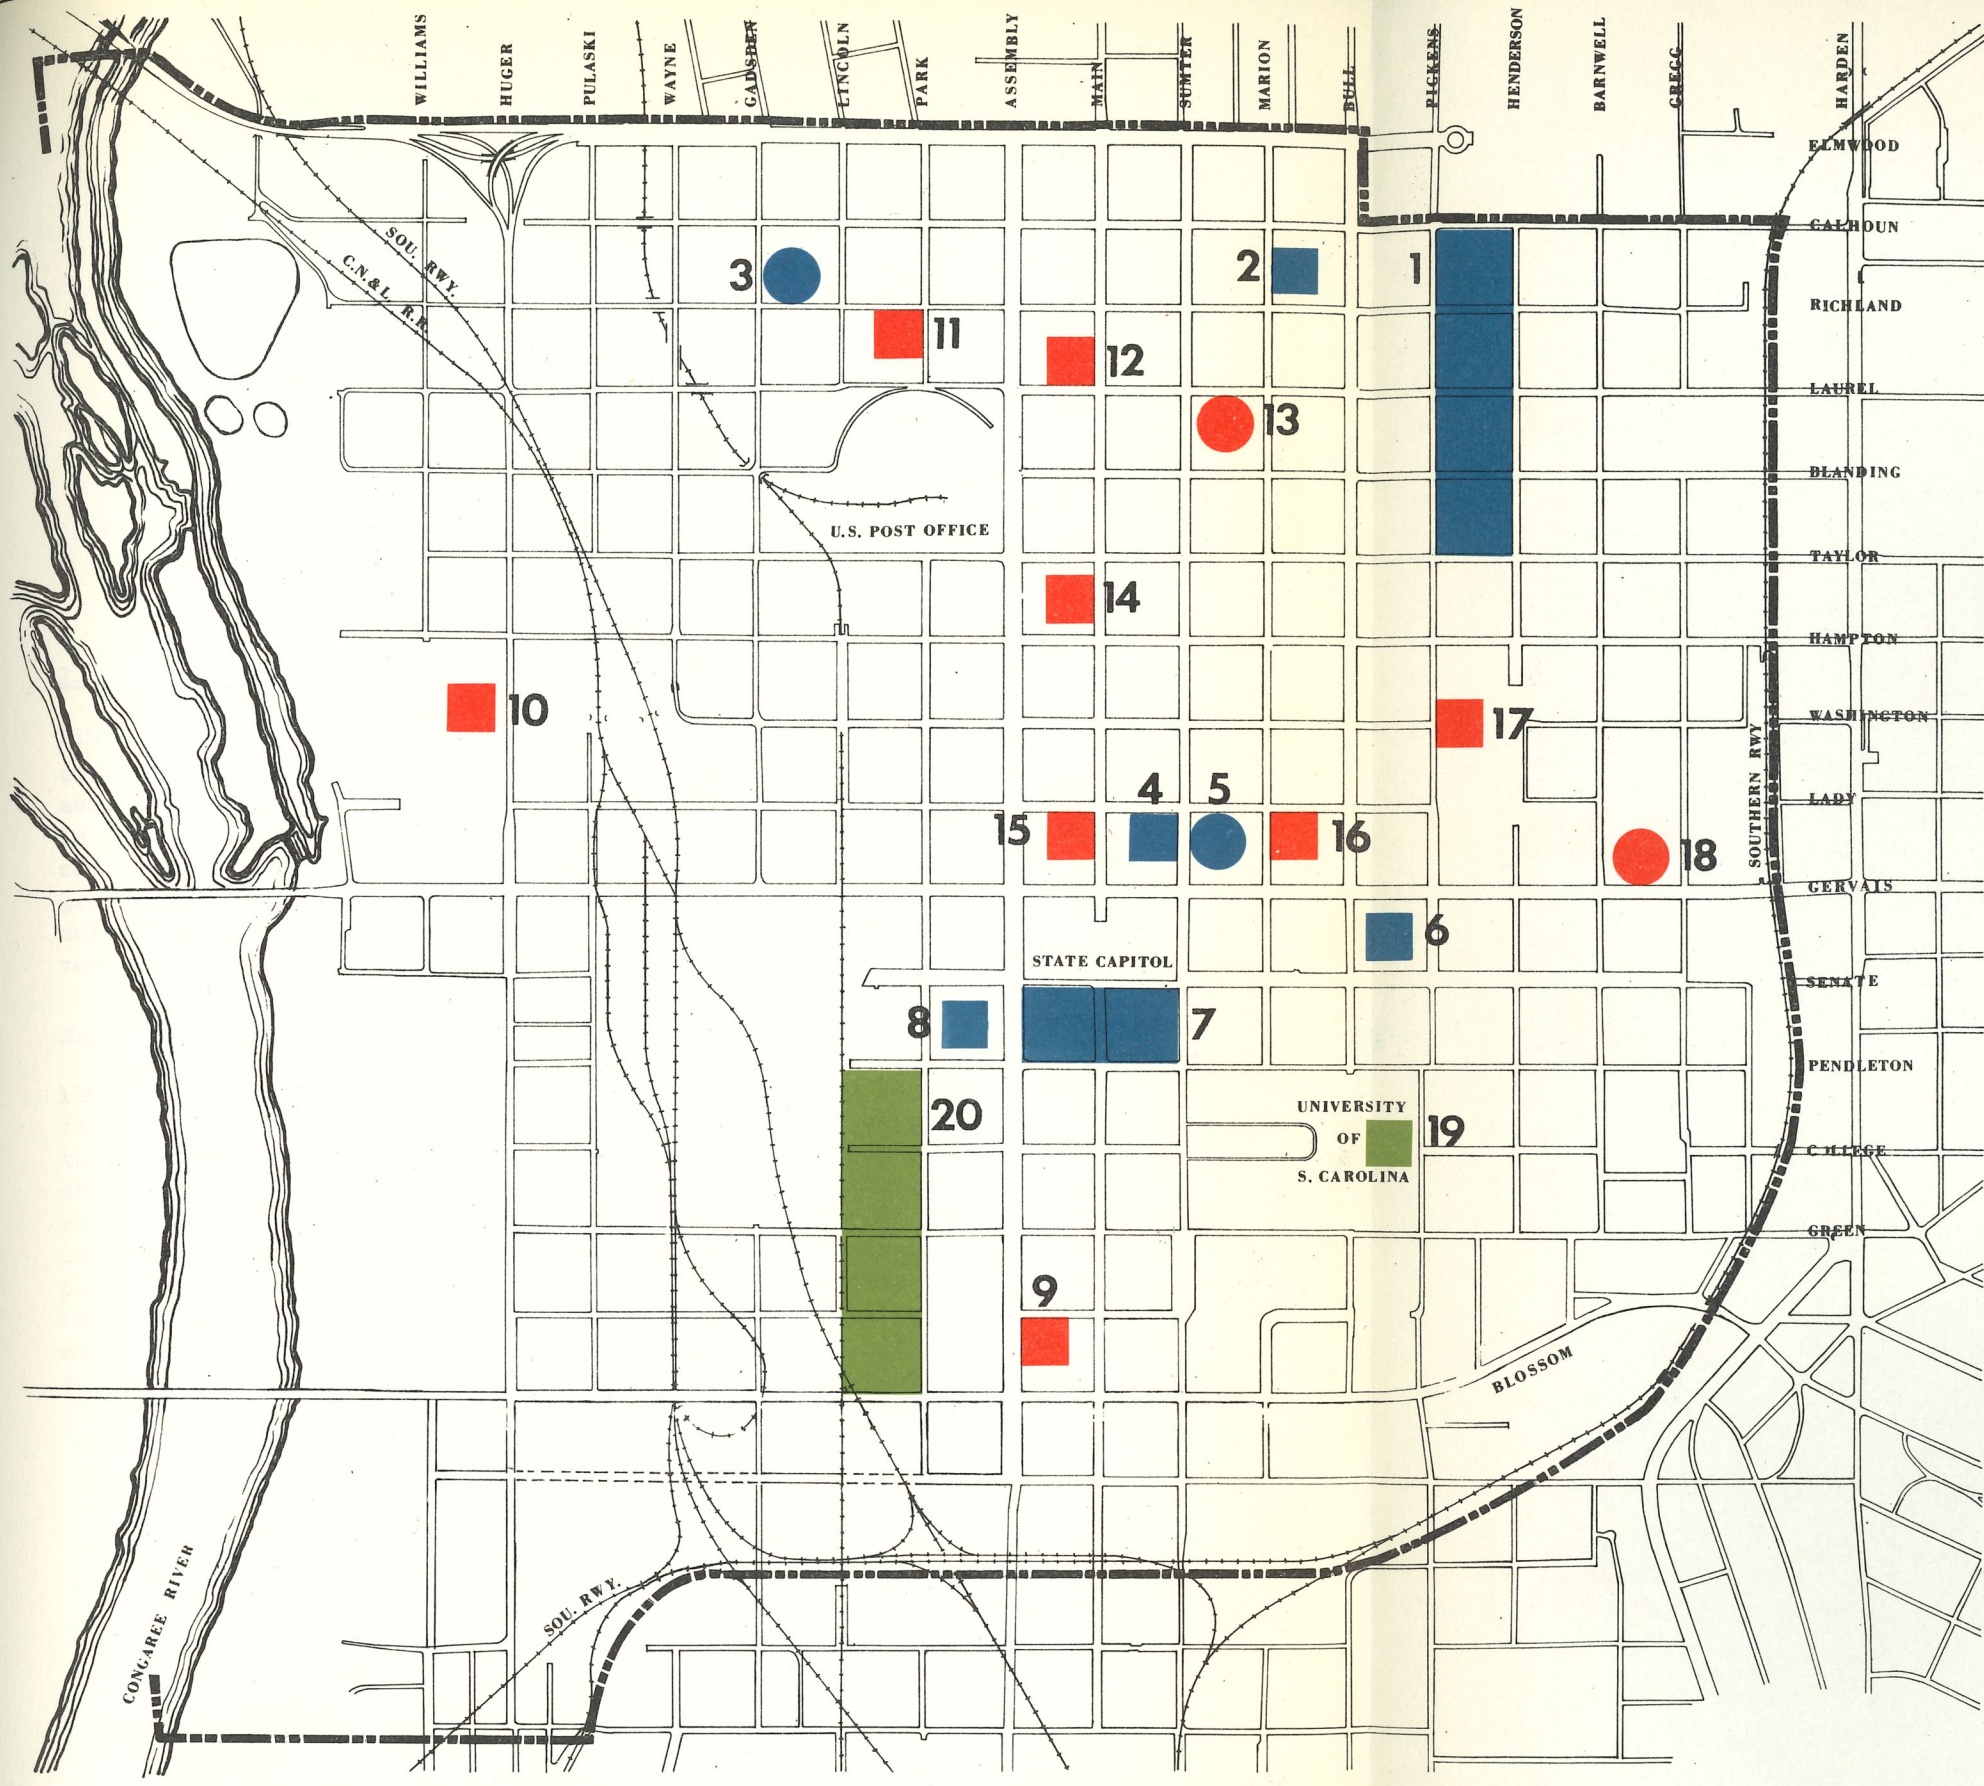 WILLIAMS
HUGER
PULASKI
WAYNE
GADSDEN
LINCOLN
PARK
ASSEMBLY
MAIN
SUMTER
MARION
BULL
PICKENS
HENDERSON
BARNWELL
GREGG
HARDEN
ELMWOOD
CALHOUN
RICHLAND
LAUREL
BLANDING
TAYLOR
HAMPTON
WASHINGTON
LADY
GERVAIS
SENATE
PENDLETON
COLLEGE
GREEN
SOU. RWY.
C.N.&L. R.R.
3
2
1
11
12
13
U.S. POST OFFICE
14
10
17
SOUTHERN RWY
4
5
15
16
18
6
STATE CAPITOL
8
7
20
UNIVERSITY
OF
S. CAROLINA
19
9
BLOSSOM
SOU. RWY.
CONGAREE RIVER